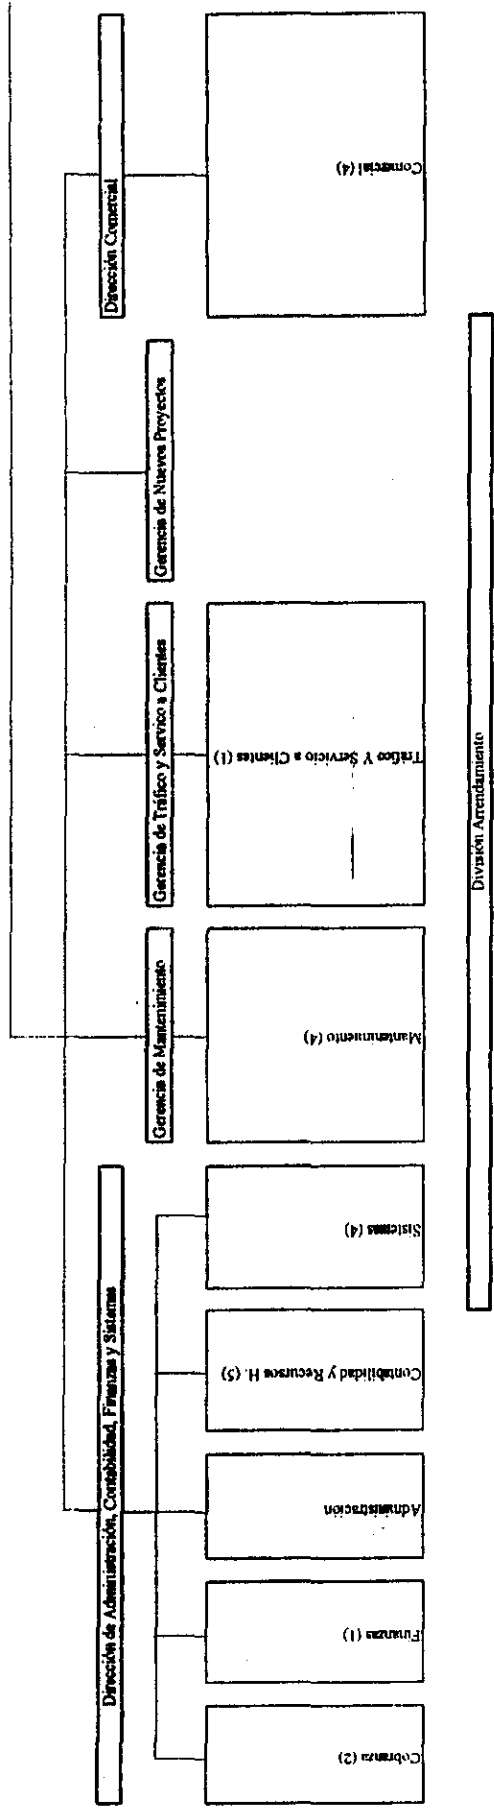 Dirección de Administración, Contabilidad, Finanzas y Sistemas
Gerencia de Mantenimiento
Gerencia de Tráfico y Servico a Clientes
Gerencia de Nuevos Proyectos
Dirección Comercial
Cobranza (2)
Finanzas (1)
Administración
Contabilidad y Recursos H. (5)
Sistemas (4)
Mantenimiento (4)
Tráfico Y Servicio a Clientes (1)
Comercial (4)
División Arrendamiento